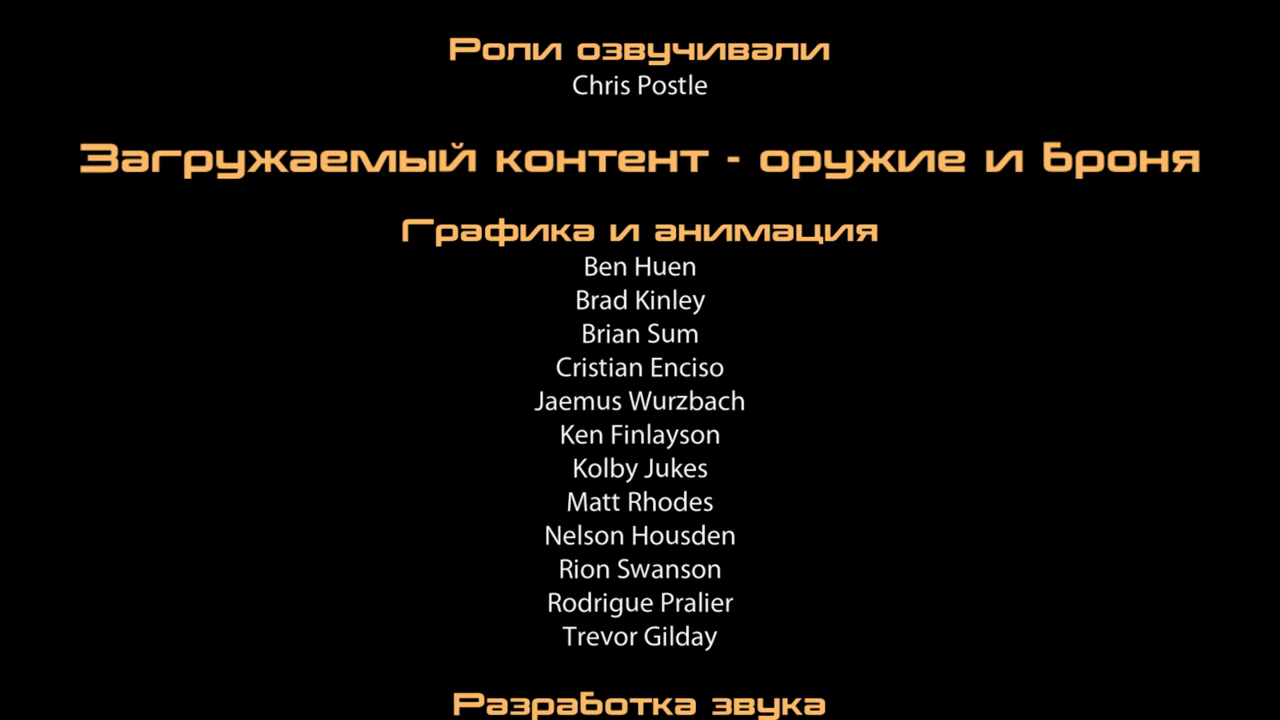 Роли озвучивали
Chris Postle
Загружаемый контент - оружие и броня
Графика и анимация
Ben Huen
Brad Kinley
Brian Sum
Cristian Enciso
Jaemus Wurzbach
Ken Finlayson
Kolby Jukes
Matt Rhodes
Nelson Housden
Rion Swanson
Rodrigue Pralier
Trevor Gilday
Разработка звука